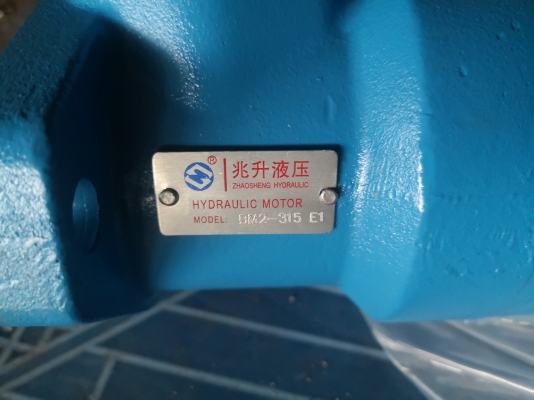 ® 兆升液压
ZHAOSHENG HYDRAULIC
HYDRAULIC MOTOR
MODEL: BM2-315 E1